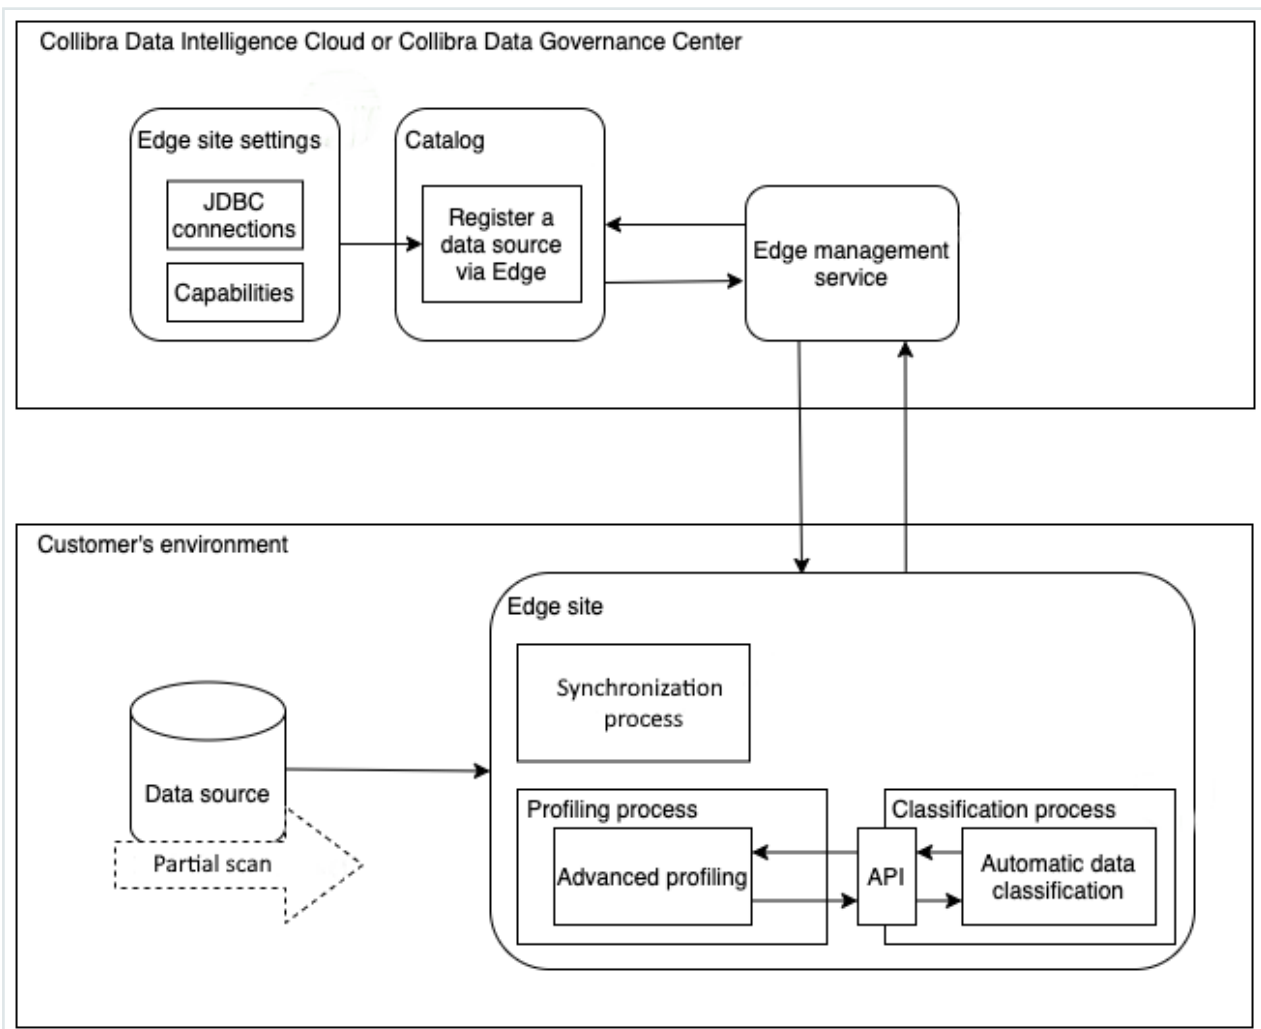 Collibra Data Intelligence Cloud or Collibra Data Governance Center
Edge site settings
JDBC
connections
Capabilities
Catalog
Register a
data source
via Edge
Edge management
service
Customer's environment
Edge site
Synchronization
process
Data source
Partial scan
Profiling process
Advanced profiling
API
Classification process
Automatic data
classification